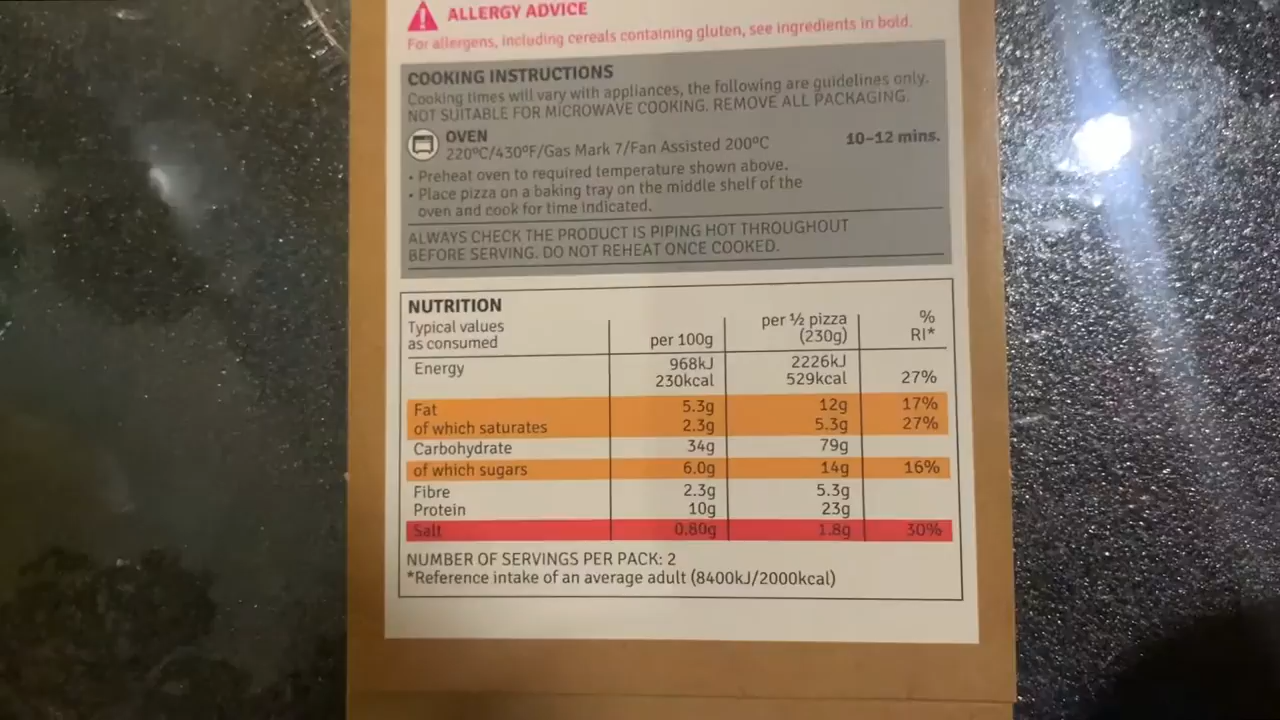 ALLERGY ADVICE
For allergens, including cereals containing gluten, see ingredients in bold.
COOKING INSTRUCTIONS
Cooking times will vary with appliances, the following are guidelines only.
NOT SUITABLE FOR MICROWAVE COOKING. REMOVE ALL PACKAGING.
OVEN
220ºC/430ºF/Gas Mark 7/Fan Assisted 200ºC 10–12 mins.
• Preheat oven to required temperature shown above.
• Place pizza on a baking tray on the middle shelf of the
oven and cook for time indicated.
ALWAYS CHECK THE PRODUCT IS PIPING HOT THROUGHOUT
BEFORE SERVING. DO NOT REHEAT ONCE COOKED.
NUTRITION
Typical values
as consumed per 100g per ½ pizza (230g) % RI*
Energy 968kJ 2226kJ
230kcal 529kcal 27%
Fat 5.3g 12g 17%
of which saturates 2.3g 5.3g 27%
Carbohydrate 34g 79g
of which sugars 6.0g 14g 16%
Fibre 2.3g 5.3g
Protein 10g 23g
Salt 0.80g 1.8g 30%
NUMBER OF SERVINGS PER PACK: 2
*Reference intake of an average adult (8400kJ/2000kcal)